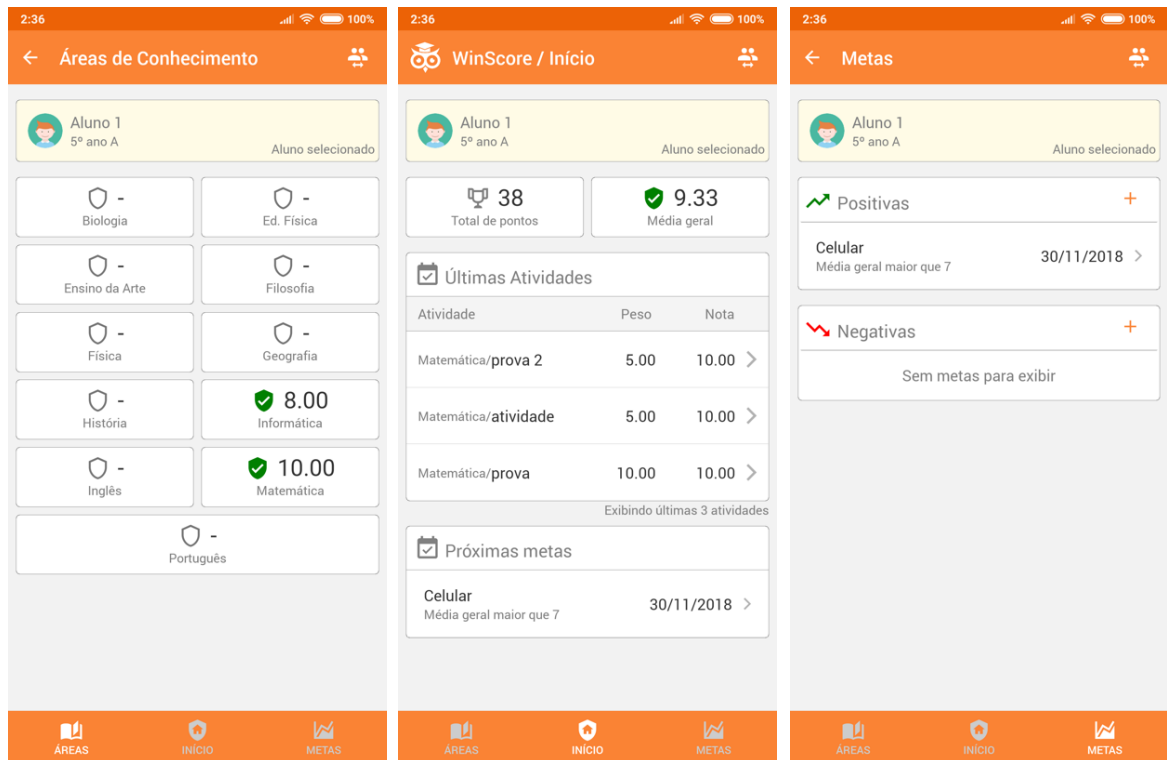 2:36 100%
Áreas de Conhecimento
Aluno 1
5º ano A
Aluno selecionado
- -
Biologia Ed. Física
- -
Ensino da Arte Filosofia
- -
Física Geografia
- 8.00
História Informática
- 10.00
Inglês Matemática
-
Português
ÁREAS INÍCIO METAS
2:36 100%
WinScore / Início
Aluno 1
5º ano A
Aluno selecionado
38 9.33
Total de pontos Média geral
Últimas Atividades
Atividade Peso Nota
Matemática/prova 2 5.00 10.00
Matemática/atividade 5.00 10.00
Matemática/prova 10.00 10.00
Exibindo últimas 3 atividades
Próximas metas
Celular
Média geral maior que 7
30/11/2018
ÁREAS INÍCIO METAS
2:36 100%
Metas
Aluno 1
5º ano A
Aluno selecionado
Positivas +
Celular
Média geral maior que 7
30/11/2018
Negativas +
Sem metas para exibir
ÁREAS INÍCIO METAS